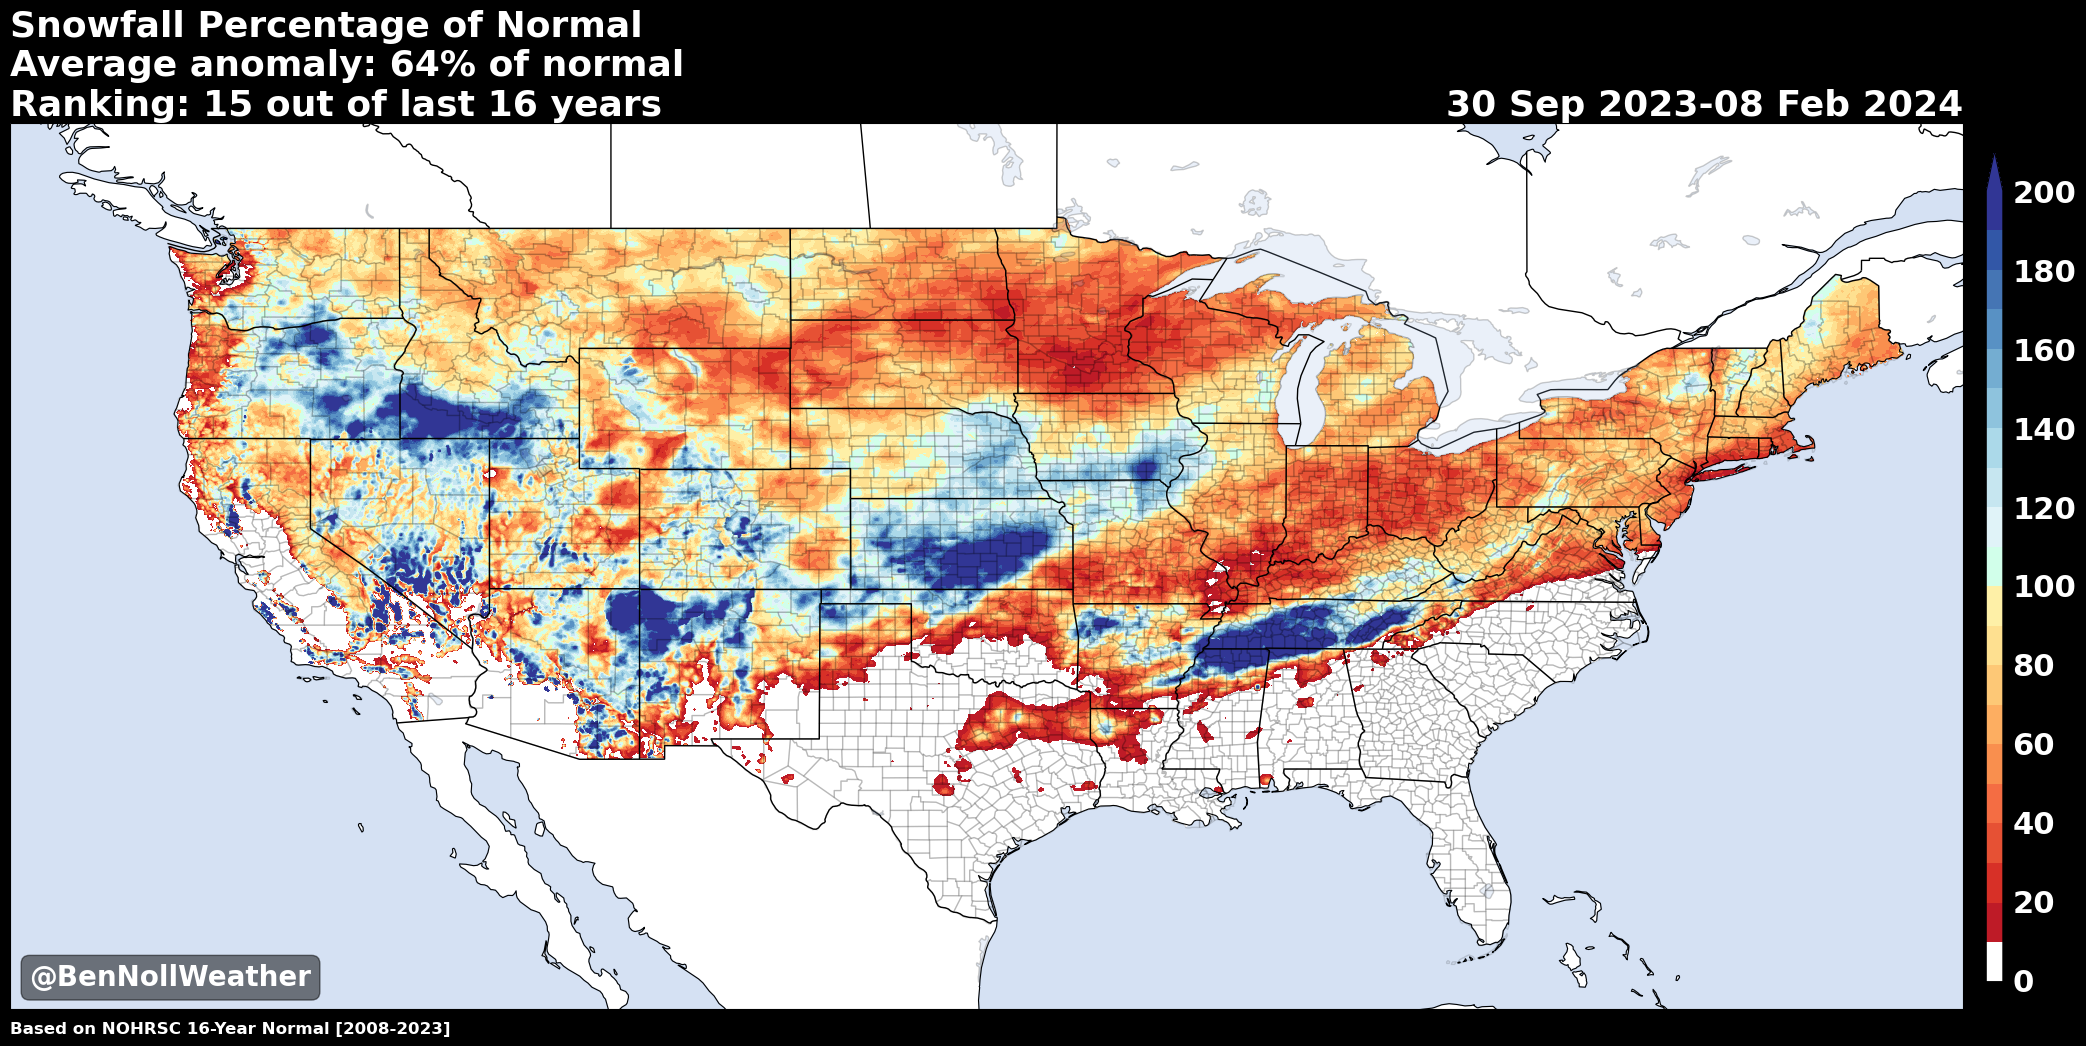 Snowfall Percentage of Normal
Average anomaly: 64% of normal
Ranking: 15 out of last 16 years
30 Sep 2023-08 Feb 2024
200
180
160
140
120
100
80
60
40
20
0
@BenNollWeather
Based on NOHRSC 16-Year Normal [2008-2023]